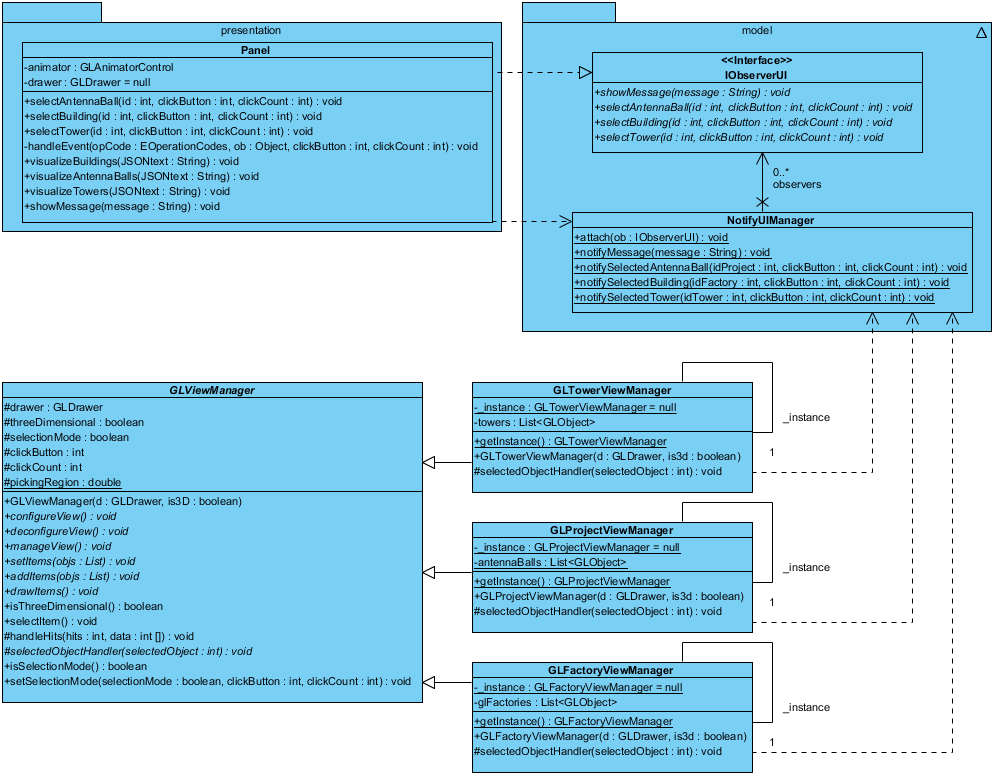 presentation
Panel
-animator : GLAnimatorControl
-drawer : GLDrawer = null
+selectAntennaBall(id : int, clickButton : int, clickCount : int) : void
+selectBuilding(id : int, clickButton : int, clickCount : int) : void
+selectTower(id : int, clickButton : int, clickCount : int) : void
-handleEvent(opCode : EOperationCodes, ob : Object, clickButton : int, clickCount : int) : void
+visualizeBuildings(JSONtext : String) : void
+visualizeAntennaBalls(JSONtext : String) : void
+visualizeTowers(JSONtext : String) : void
+showMessage(message : String) : void
model
<<Interface>>
IObserverUI
+showMessage(message : String) : void
+selectAntennaBall(id : int, clickButton : int, clickCount : int) : void
+selectBuilding(id : int, clickButton : int, clickCount : int) : void
+selectTower(id : int, clickButton : int, clickCount : int) : void
0..*
observers
NotifyUIManager
+attach(ob : IObserverUI) : void
+notifyMessage(message : String) : void
+notifySelectedAntennaBall(idProject : int, clickButton : int, clickCount : int) : void
+notifySelectedBuilding(idFactory : int, clickButton : int, clickCount : int) : void
+notifySelectedTower(idTower : int, clickButton : int, clickCount : int) : void
GLViewManager
#drawer : GLDrawer
#threeDimensional : boolean
#selectionMode : boolean
#clickButton : int
#clickCount : int
#pickingRegion : double
+GLViewManager(d : GLDrawer, is3D : boolean)
+configureView() : void
+deconfigureView() : void
+manageView() : void
+setItems(objs : List) : void
+addItems(objs : List) : void
+drawItems() : void
+isThreeDimensional() : boolean
+selectItem() : void
#handleHits(hits : int, data : int []) : void
#selectedObjectHandler(selectedObject : int) : void
+isSelectionMode() : boolean
+setSelectionMode(selectionMode : boolean, clickButton : int, clickCount : int) : void
GLTowerViewManager
-_instance : GLTowerViewManager = null
-towers : List<GLObject>
+getInstance() : GLTowerViewManager
+GLTowerViewManager(d : GLDrawer, is3d : boolean)
#selectedObjectHandler(selectedObject : int) : void
_instance
1
GLProjectViewManager
-_instance : GLProjectViewManager = null
-antennaBalls : List<GLObject>
+getInstance() : GLProjectViewManager
+GLProjectViewManager(d : GLDrawer, is3d : boolean)
#selectedObjectHandler(selectedObject : int) : void
_instance
1
GLFactoryViewManager
-_instance : GLFactoryViewManager = null
-glFactories : List<GLObject>
+getInstance() : GLFactoryViewManager
+GLFactoryViewManager(d : GLDrawer, is3d : boolean)
#selectedObjectHandler(selectedObject : int) : void
_instance
1